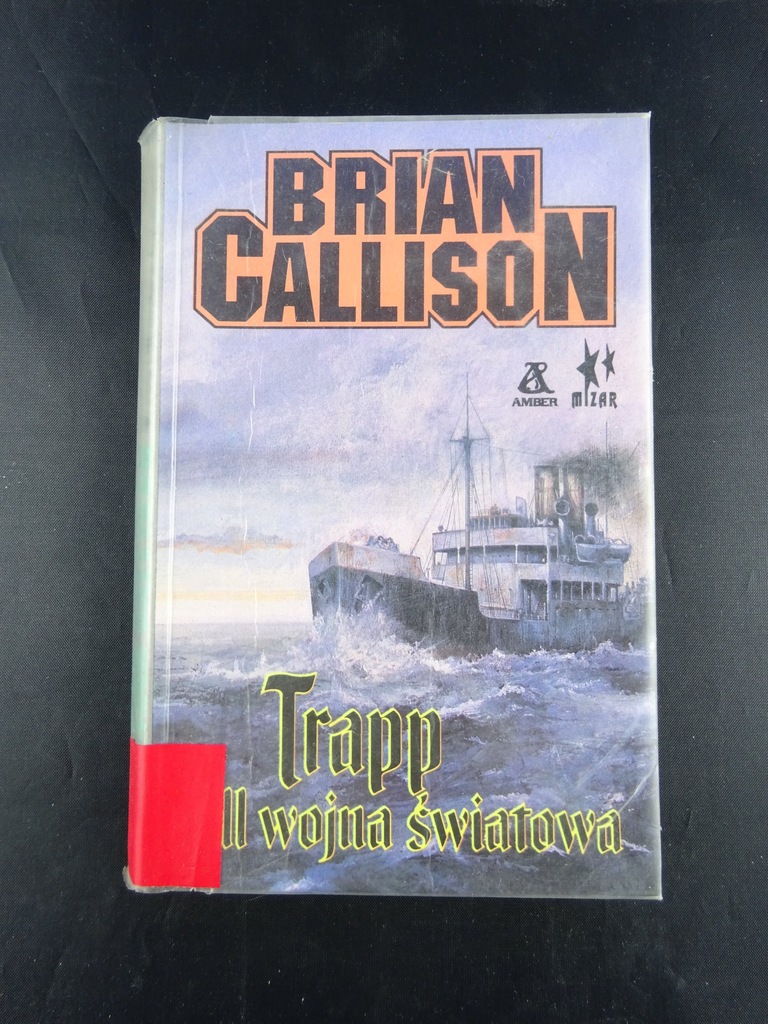 BRIAN
CALLISON
AMBER
MIZAR
Trapp
II wojna światowa